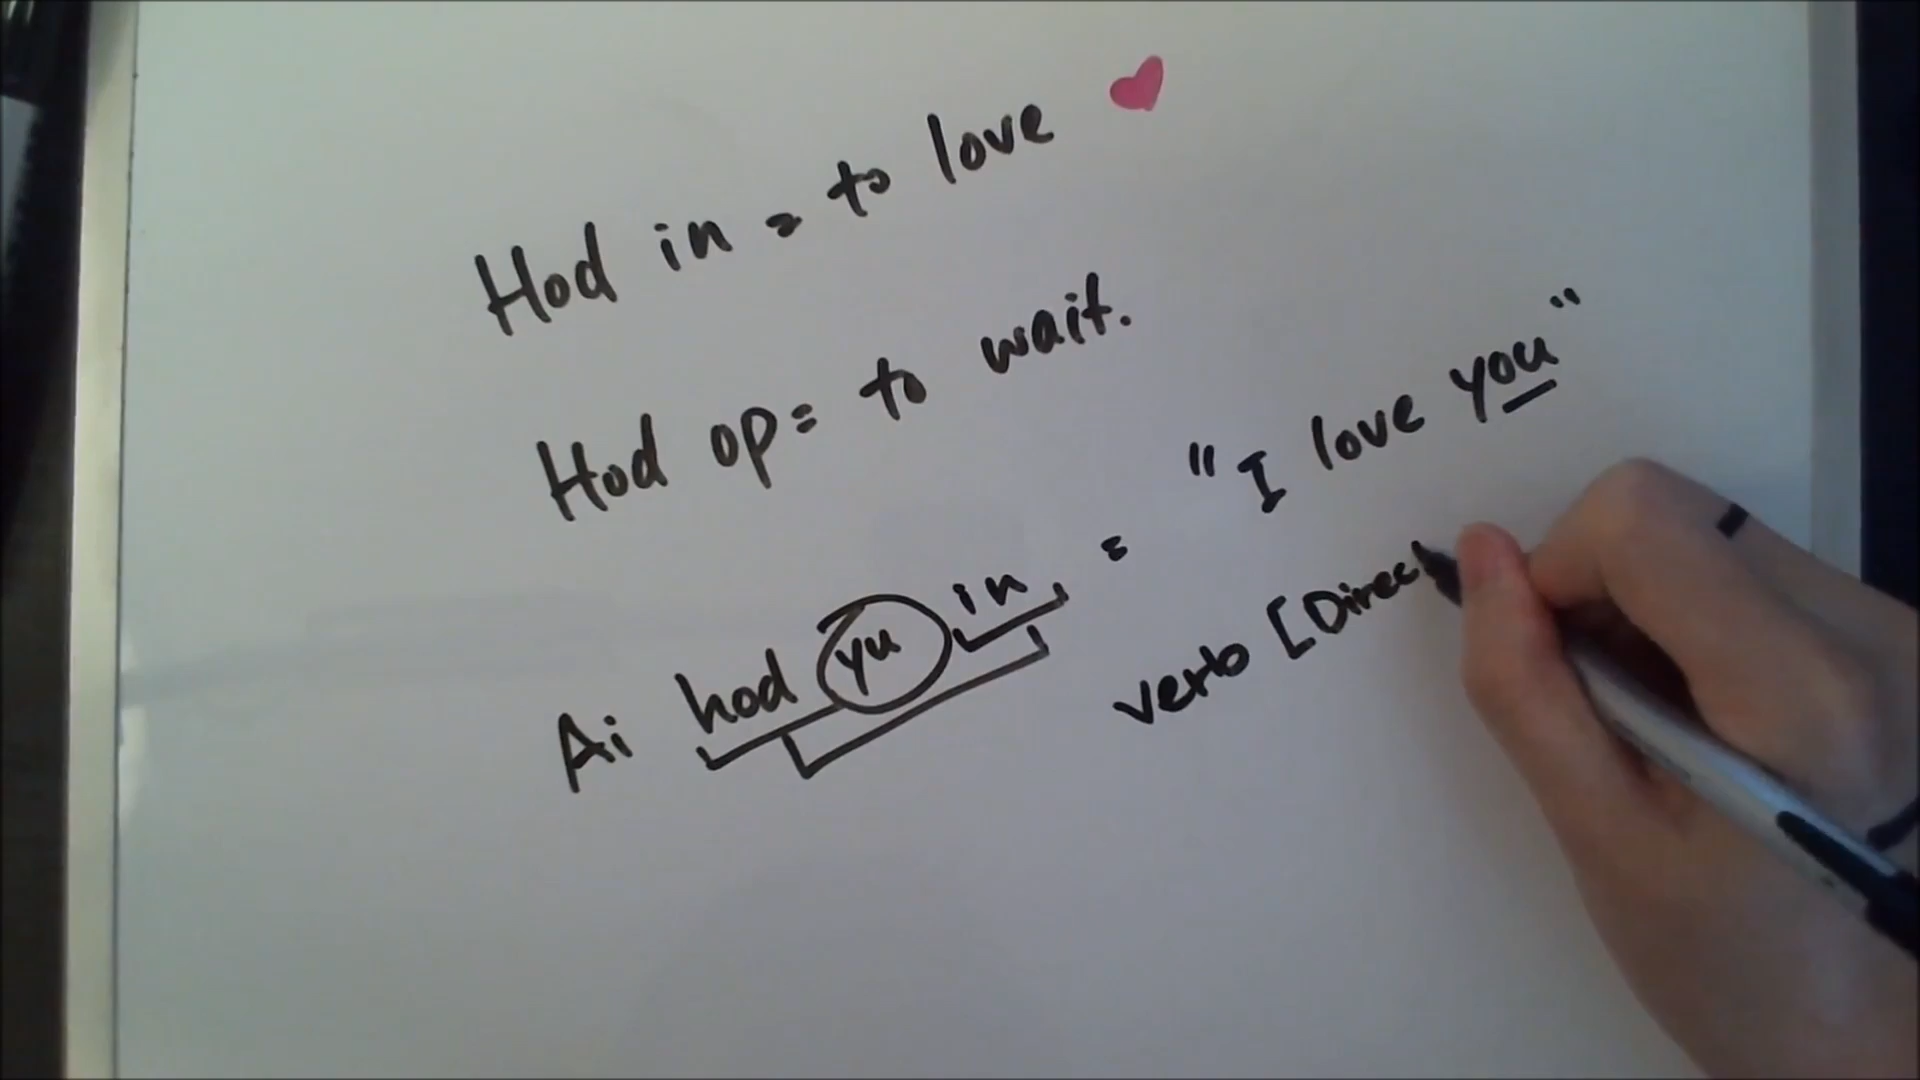 Hod in = to love
Hod op = to wait.
Ai hod yu in = "I love you"
verb [Direc